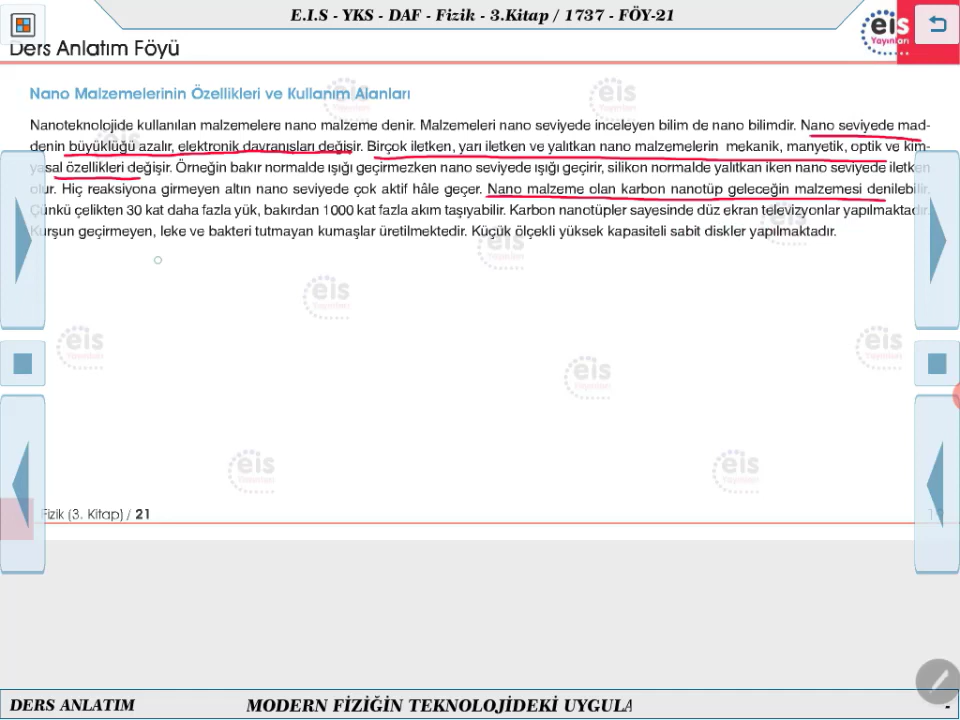 E.I.S - YKS - DAF - Fizik - 3.Kitap / 1737 - FÖY-21
eis
Yayınları
Ders Anlatım Föyü
Nano Malzemelerinin Özellikleri ve Kullanım Alanları
Nanoteknolojide kullanılan malzemelere nano malzeme denir. Malzemeleri nano seviyede inceleyen bilim de nano bilimdir. Nano seviyede mad-
denin büyüklüğü azalır, elektronik davranışları değişir. Birçok iletken, yarı iletken ve yalıtkan nano malzemelerin mekanik, manyetik, optik ve kim-
yasal özellikleri değişir. Örneğin bakır normalde ışığı geçirmezken nano seviyede ışığı geçirir, silikon normalde yalıtkan iken nano seviyede iletken
olur. Hiç reaksiyona girmeyen altın nano seviyede çok aktif hâle geçer. Nano malzeme olan karbon nanotüp geleceğin malzemesi denilebilir.
Çünkü çelikten 30 kat daha fazla yük, bakırdan 1000 kat fazla akım taşıyabilir. Karbon nanotüpler sayesinde düz ekran televizyonlar yapılmaktadır.
Kurşun geçirmeyen, leke ve bakteri tutmayan kumaşlar üretilmektedir. Küçük ölçekli yüksek kapasiteli sabit diskler yapılmaktadır.
Fizik (3. Kitap) / 21
DERS ANLATIM
MODERN FİZİĞİN TEKNOLOJİDEKİ UYGULA
-